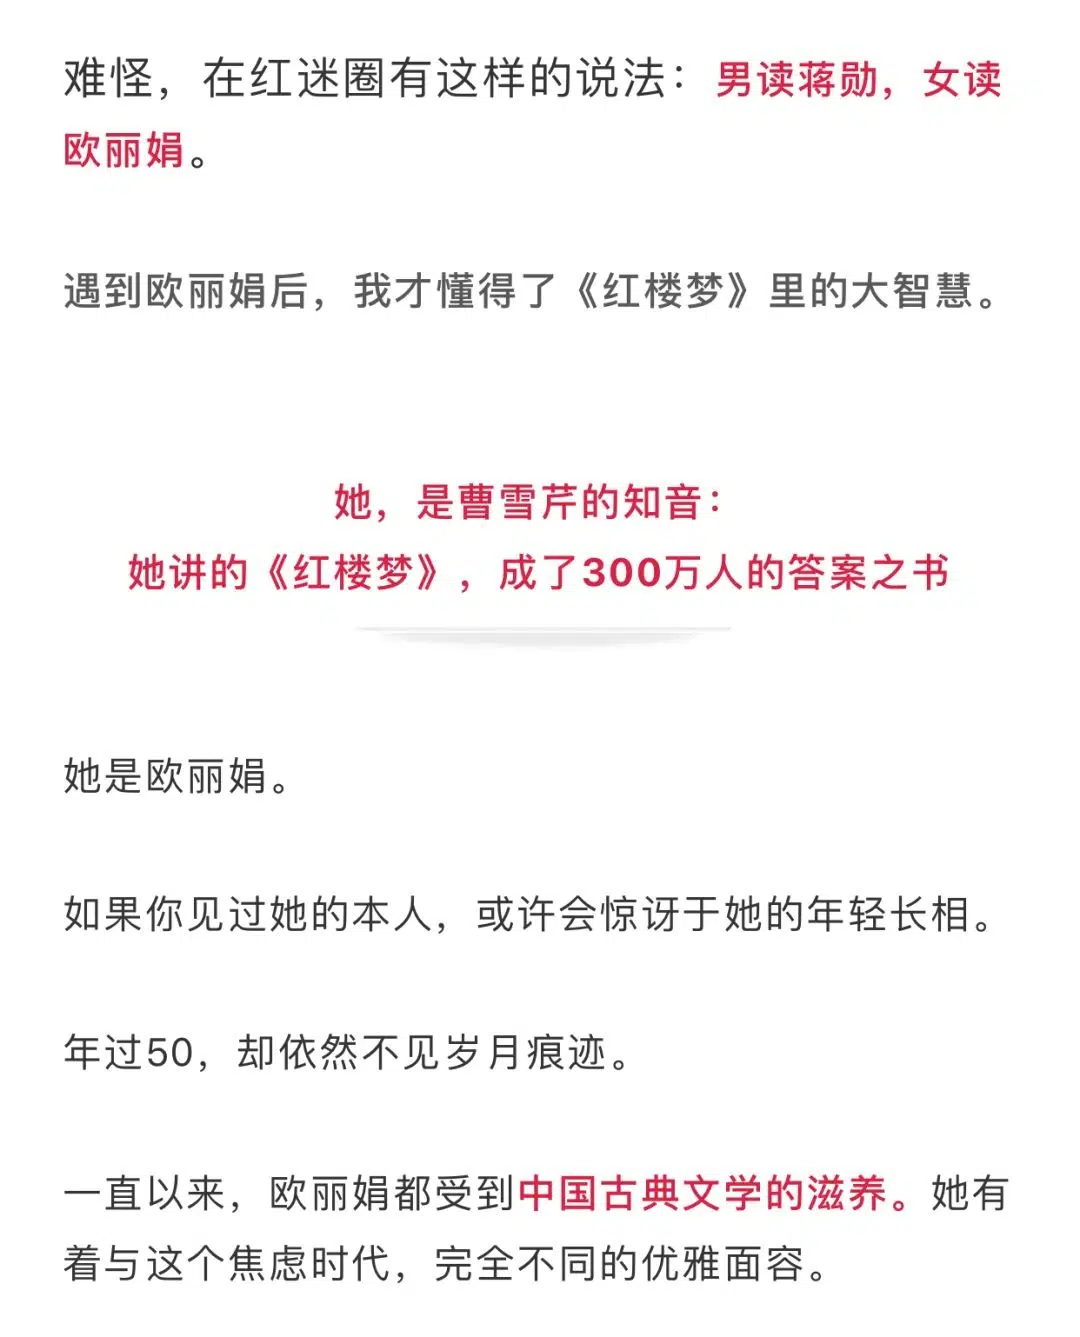 难怪，在红迷圈有这样的说法：男读蒋勋，女读
欧丽娟。
遇到欧丽娟后，我才懂得了《红楼梦》里的大智慧。
她，是曹雪芹的知音：
她讲的《红楼梦》，成了300万人的答案之书
她是欧丽娟。
如果你见过她的本人，或许会惊讶于她的年轻长相。
年过50，却依然不见岁月痕迹。
一直以来，欧丽娟都受到中国古典文学的滋养。她有
着与这个焦虑时代，完全不同的优雅面容。